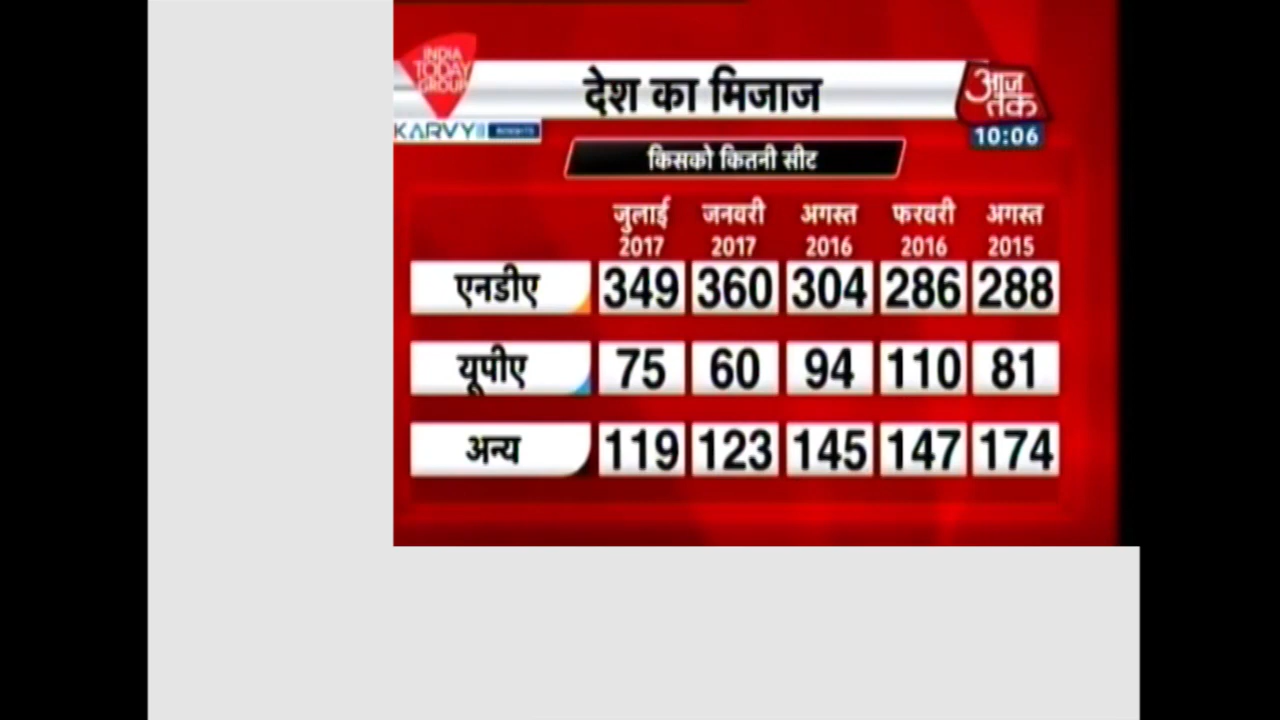 INDIA
TODAY
GROUP
देश का मिजाज
आज
तक
KARVY
10:06
किसको कितनी सीट
जुलाई जनवरी अगस्त फरवरी अगस्त
2017 2017 2016 2016 2015
एनडीए 349 360 304 286 288
यूपीए 75 60 94 110 81
अन्य 119 123 145 147 174